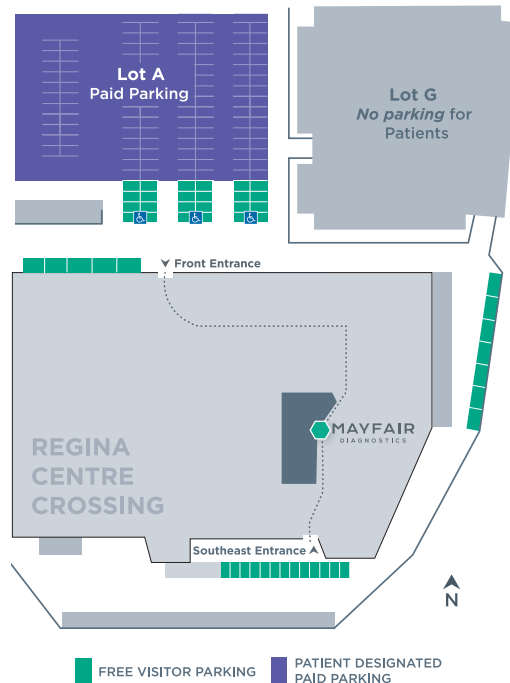 Lot A
Paid Parking
Lot G
No parking for
Patients
Front Entrance
MAYFAIR
DIAGNOSTICS
REGINA
CENTRE
CROSSING
Southeast Entrance
N
FREE VISITOR PARKING
PATIENT DESIGNATED
PAID PARKING